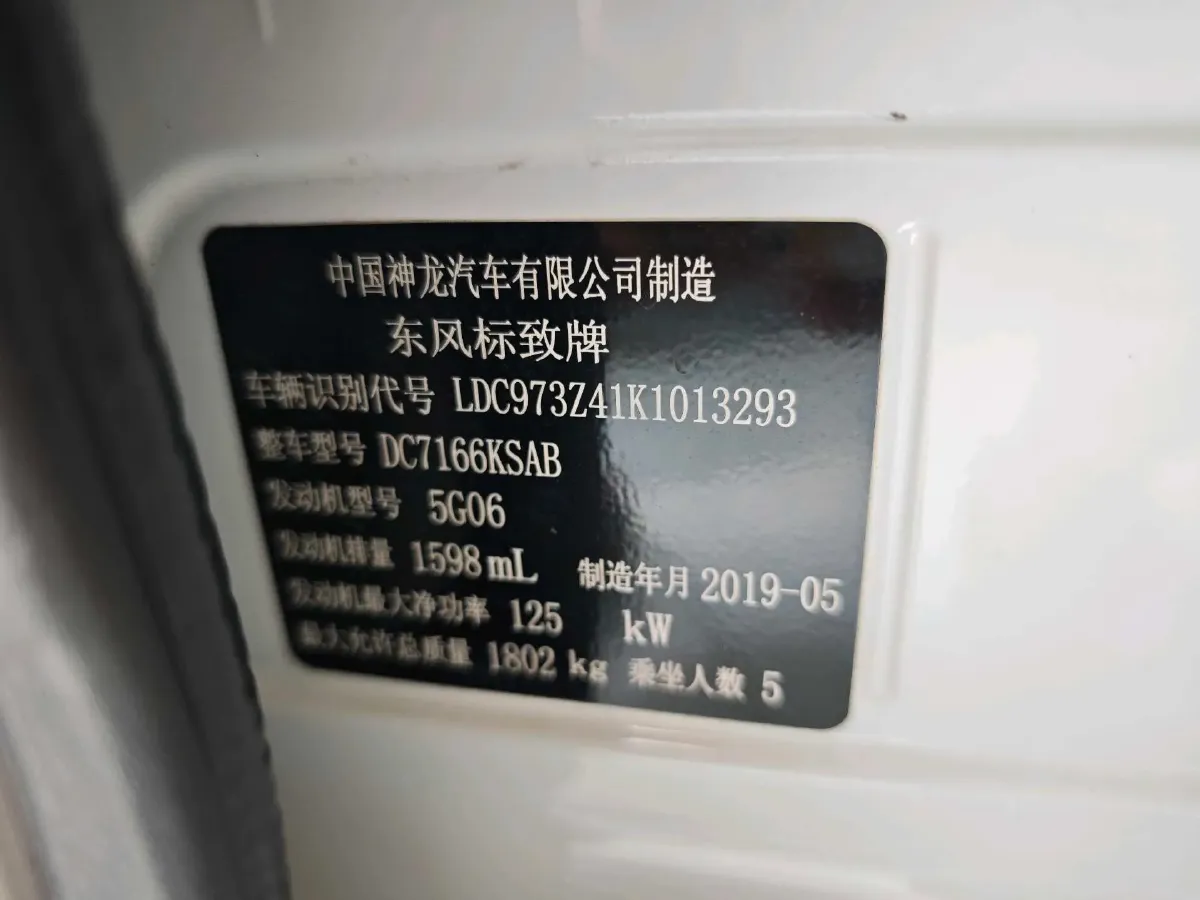 中国神龙汽车有限公司制造
东风标致牌
车辆识别代号 LDC973Z41K1013293
整车型号 DC7166KSAB
发动机型号 5G06
发动机排量 1598 mL 制造年月 2019-05
发动机最大净功率 125 kW
最大允许总质量 1802 kg 乘坐人数 5